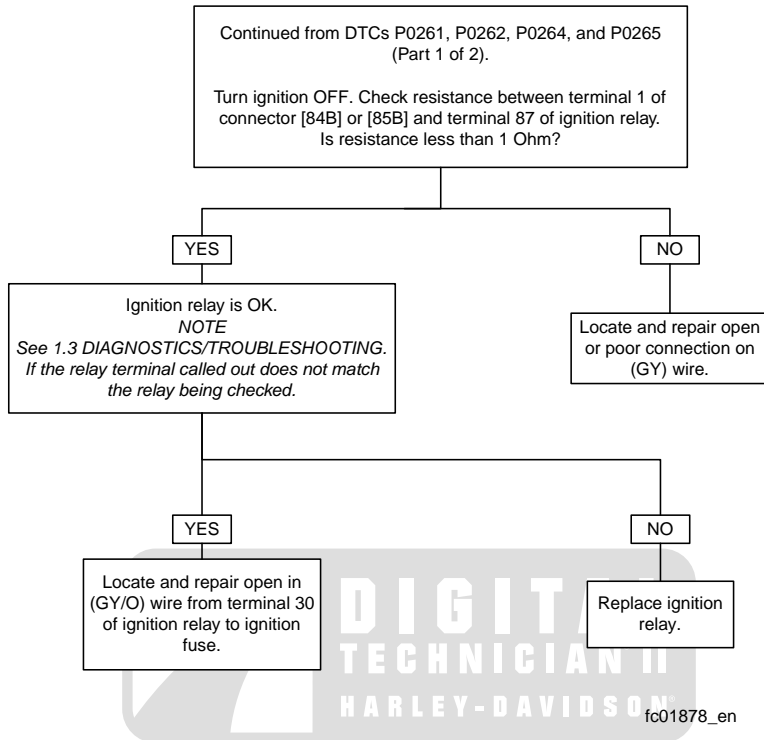 Continued from DTCs P0261, P0262, P0264, and P0265
(Part 1 of 2).
Turn ignition OFF. Check resistance between terminal 1 of
connector [84B] or [85B] and terminal 87 of ignition relay.
Is resistance less than 1 Ohm?
YES
NO
Ignition relay is OK.
NOTE
See 1.3 DIAGNOSTICS/TROUBLESHOOTING.
If the relay terminal called out does not match
the relay being checked.
Locate and repair open
or poor connection on
(GY) wire.
YES
NO
Locate and repair open in
(GY/O) wire from terminal 30
of ignition relay to ignition
fuse.
Replace ignition
relay.
DIGITAL
TECHNICIAN II
HARLEY-DAVIDSON
fc01878_en